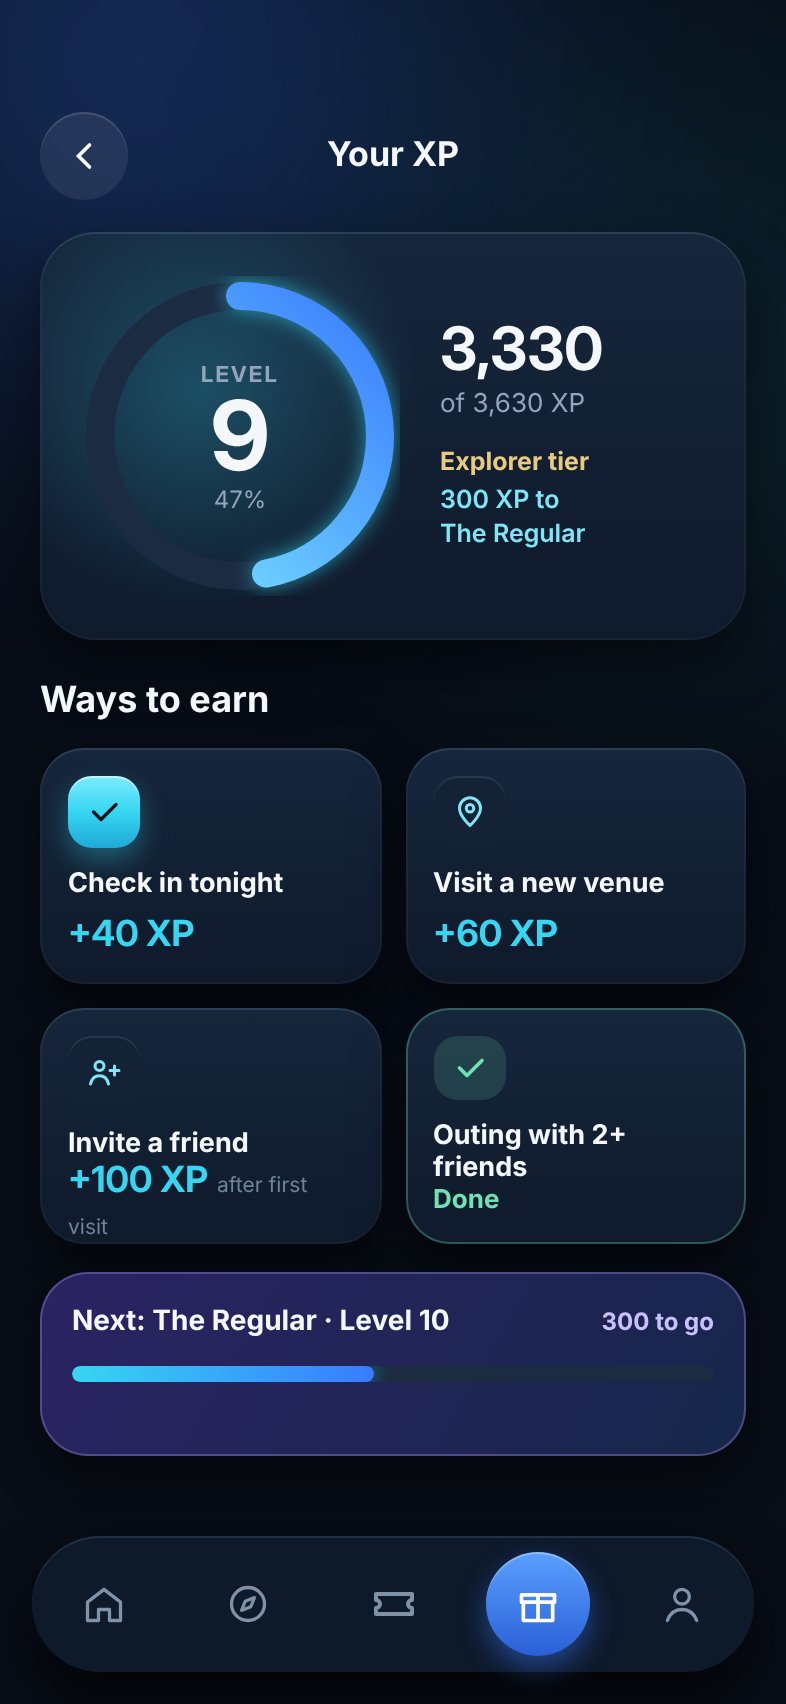 Your XP
LEVEL
9
47%
3,330
of 3,630 XP
Explorer tier
300 XP to
The Regular
Ways to earn
Check in tonight
+40 XP
Visit a new venue
+60 XP
Invite a friend
+100 XP after first
visit
Outing with 2+
friends
Done
Next: The Regular · Level 10
300 to go